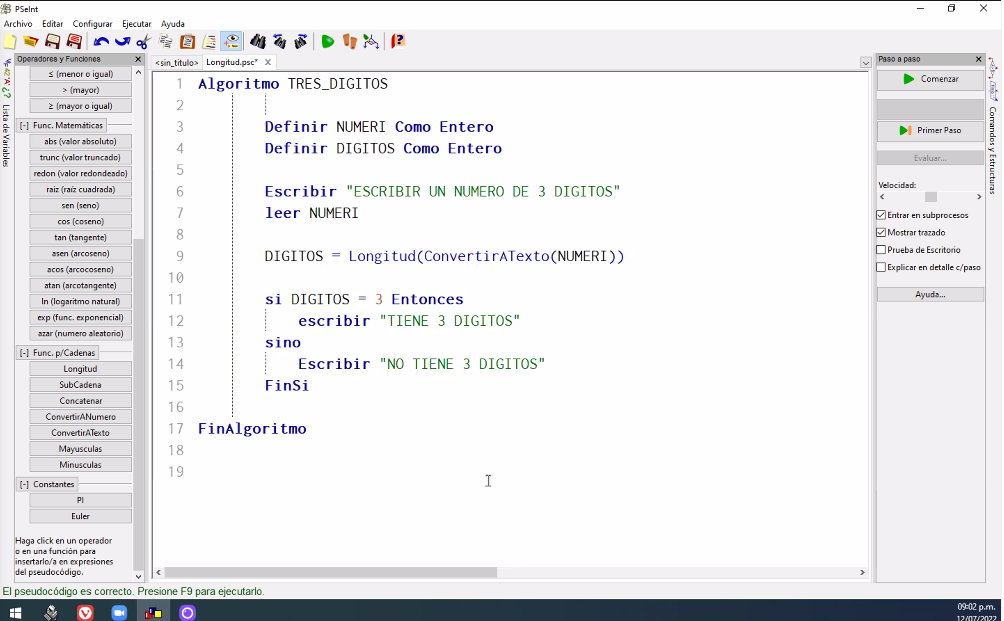 PSeInt
Archivo Editar Configurar Ejecutar Ayuda
Operadores y Funciones
≤ (menor o igual)
> (mayor)
≥ (mayor o igual)
[-] Func. Matemáticas
abs (valor absoluto)
trunc (valor truncado)
redon (valor redondeado)
raiz (raíz cuadrada)
sen (seno)
cos (coseno)
tan (tangente)
asen (arcoseno)
acos (arcocoseno)
atan (arcotangente)
ln (logaritmo natural)
exp (func. exponencial)
azar (numero aleatorio)
[-] Func. p/Cadenas
Longitud
SubCadena
Concatenar
ConvertirANumero
ConvertirATexto
Mayusculas
Minusculas
[-] Constantes
PI
Euler
Haga click en un operador
o en una función para
insertarlo/a en expresiones
del pseudocódigo.
Lista de Variables
<sin_titulo> Longitud.psc*
1 Algoritmo TRES_DIGITOS
2
3 Definir NUMERI Como Entero
4 Definir DIGITOS Como Entero
5
6 Escribir "ESCRIBIR UN NUMERO DE 3 DIGITOS"
7 leer NUMERI
8
9 DIGITOS = Longitud(ConvertirATexto(NUMERI))
10
11 si DIGITOS = 3 Entonces
12 escribir "TIENE 3 DIGITOS"
13 sino
14 Escribir "NO TIENE 3 DIGITOS"
15 FinSi
16
17 FinAlgoritmo
18
19
Paso a paso
Comenzar
Primer Paso
Evaluar...
Velocidad:
Entrar en subprocesos
Mostrar trazado
Prueba de Escritorio
Explicar en detalle c/paso
Ayuda...
Comandos y Estructuras
El pseudocódigo es correcto. Presione F9 para ejecutarlo.
09:02 p.m.
12/07/2022